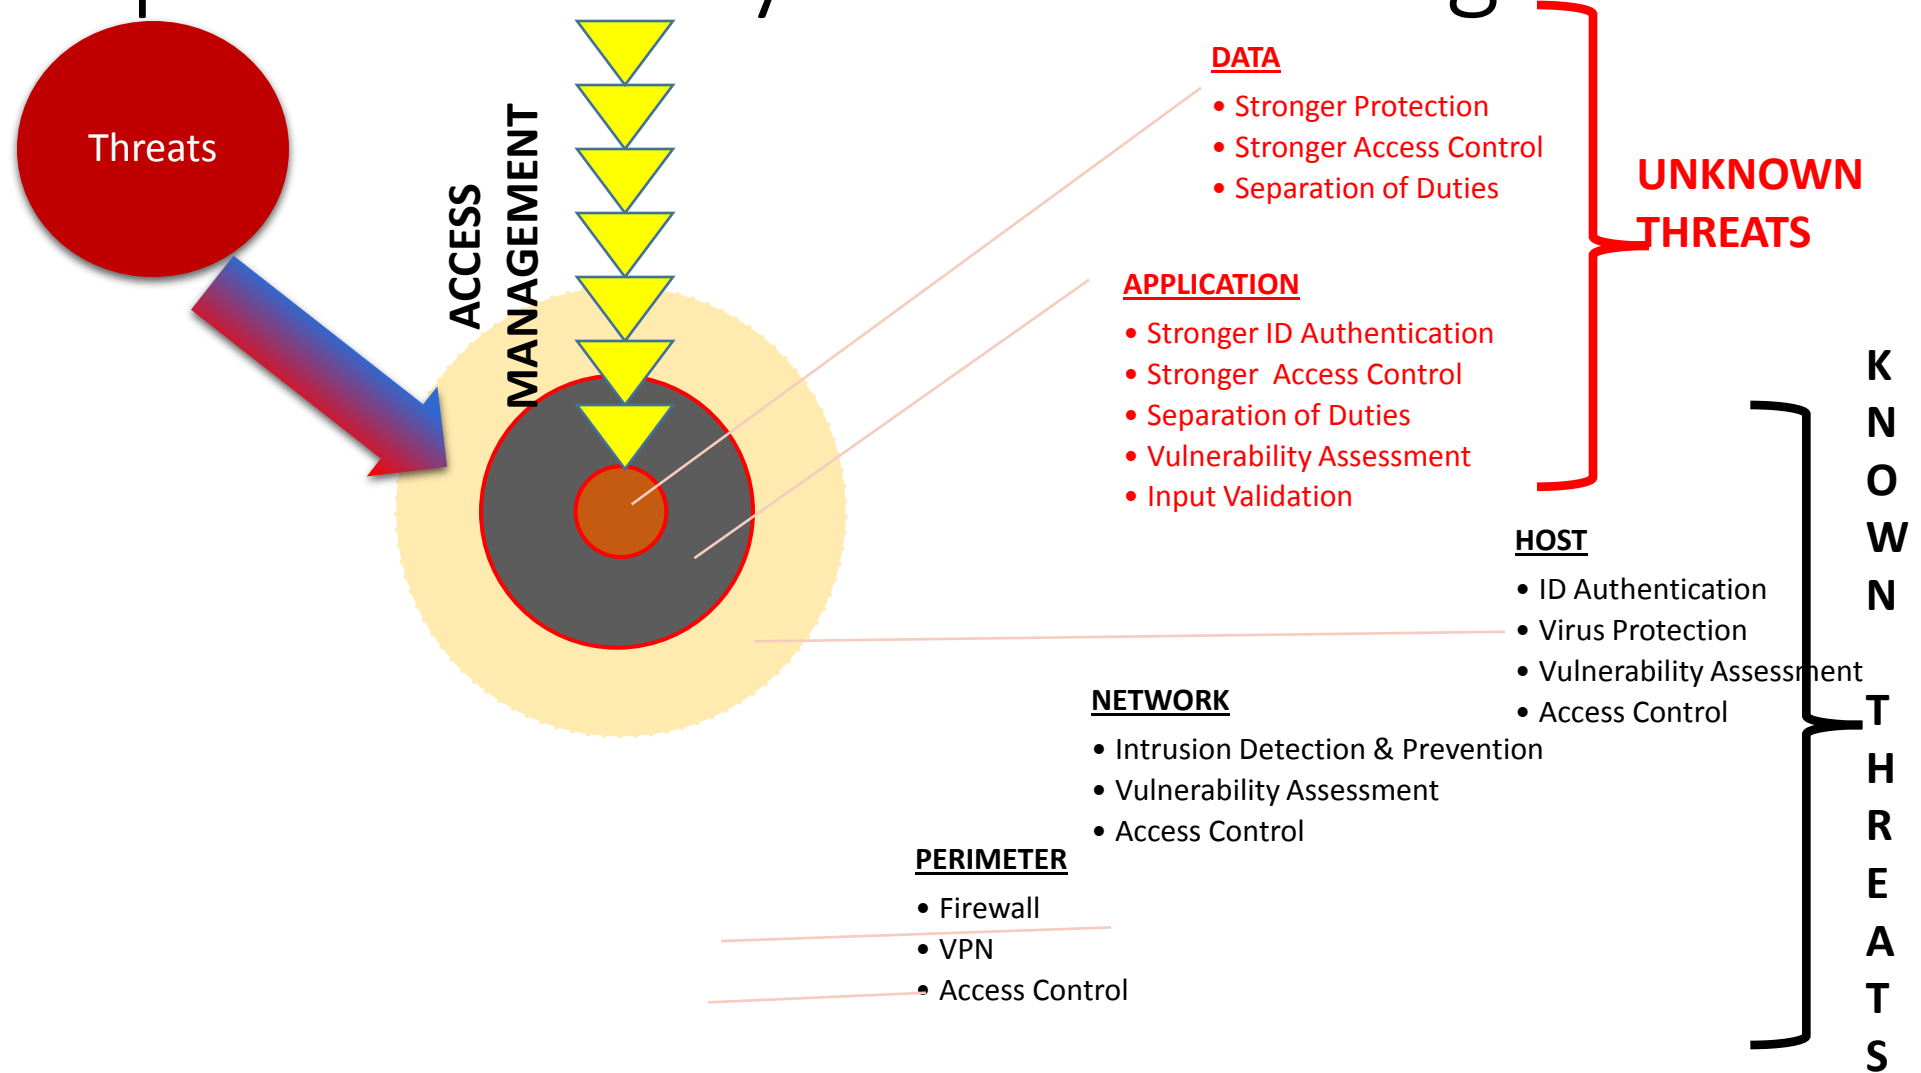 Threats
ACCESS
MANAGEMENT
DATA
• Stronger Protection
• Stronger Access Control
• Separation of Duties
UNKNOWN
THREATS
APPLICATION
• Stronger ID Authentication
• Stronger  Access Control
• Separation of Duties
• Vulnerability Assessment
• Input Validation
HOST
• ID Authentication
• Virus Protection
• Vulnerability Assessment
• Access Control
NETWORK
• Intrusion Detection & Prevention
• Vulnerability Assessment
• Access Control
PERIMETER
• Firewall
• VPN
• Access Control
KNOWN THREATS